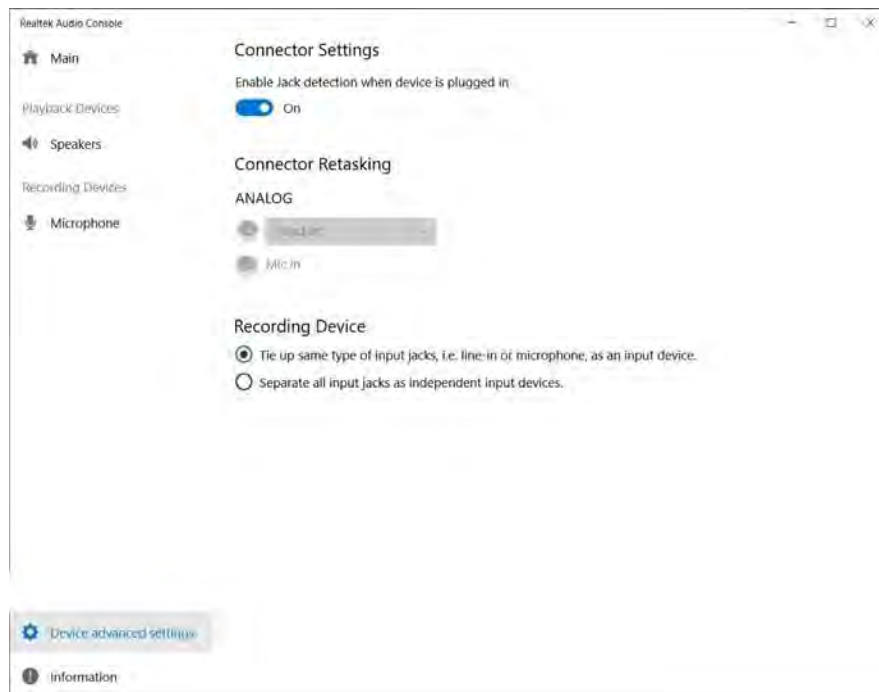 Realtek Audio Console
Main
Playback Devices
Speakers
Recording Devices
Microphone
Device advanced settings
Information
Connector Settings
Enable Jack detection when device is plugged in
On
Connector Retasking
ANALOG
Mic in
Recording Device
Tie up same type of input jacks, i.e. line-in or microphone, as an input device.
Separate all input jacks as independent input devices.